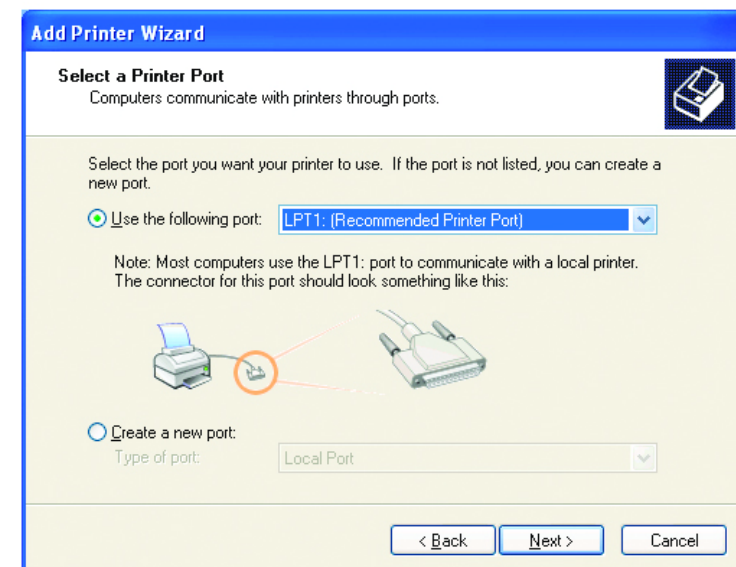 Add Printer Wizard
Select a Printer Port
Computers communicate with printers through ports.
Select the port you want your printer to use. If the port is not listed, you can create a
new port.
Use the following port: LPT1: (Recommended Printer Port)
Note: Most computers use the LPT1: port to communicate with a local printer.
The connector for this port should look something like this:
Create a new port:
Type of port: Local Port
< Back Next > Cancel